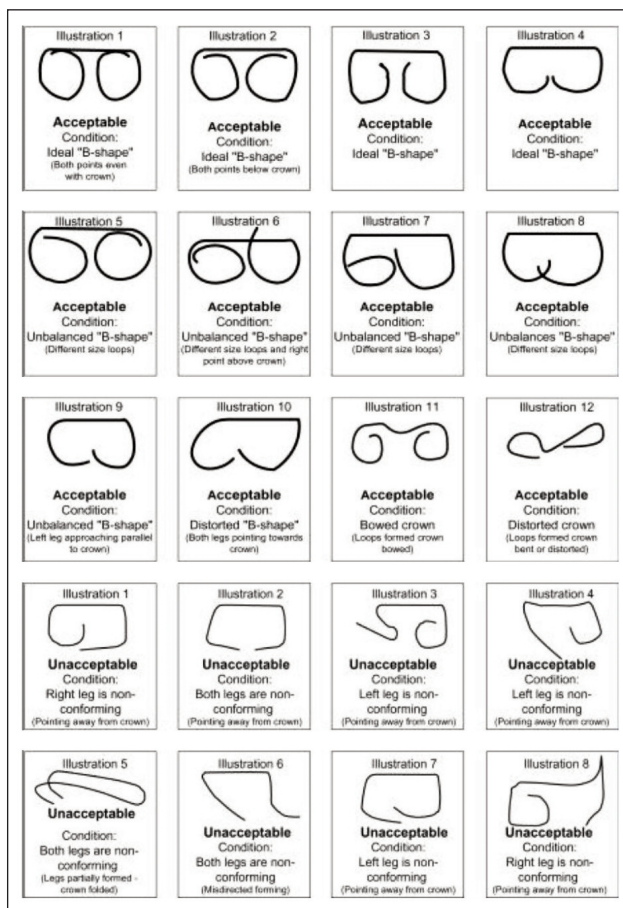 Illustration 1
Acceptable
Condition:
Ideal "B-shape"
(Both points even
with crown)
Illustration 2
Acceptable
Condition:
Ideal "B-shape"
(Both points below crown)
Illustration 3
Acceptable
Condition:
Ideal "B-shape"
Illustration 4
Acceptable
Condition:
Ideal "B-shape"
Illustration 5
Acceptable
Condition:
Unbalanced "B-shape"
(Different size loops)
Illustration 6
Acceptable
Condition:
Unbalanced "B-shape"
(Different size loops and right
point above crown)
Illustration 7
Acceptable
Condition:
Unbalanced "B-shape"
(Different size loops)
Illustration 8
Acceptable
Condition:
Unbalances "B-shape"
(Different size loops)
Illustration 9
Acceptable
Condition:
Unbalanced "B-shape"
(Left leg approaching parallel
to crown)
Illustration 10
Acceptable
Condition:
Distorted "B-shape"
(Both legs pointing towards
crown)
Illustration 11
Acceptable
Condition:
Bowed crown
(Loops formed crown
bowed)
Illustration 12
Acceptable
Condition:
Distorted crown
(Loops formed crown
bent or distorted)
Illustration 1
Unacceptable
Condition:
Right leg is non-
conforming
(Pointing away from crown)
Illustration 2
Unacceptable
Condition:
Both legs are non-
conforming
(Pointing away from crown)
Illustration 3
Unacceptable
Condition:
Left leg is non-
conforming
(Pointing away from crown)
Illustration 4
Unacceptable
Condition:
Left leg is non-
conforming
(Pointing away from crown)
Illustration 5
Unacceptable
Condition:
Both legs are non-
conforming
(Legs partially formed -
crown folded)
Illustration 6
Unacceptable
Condition:
Both legs are non-
conforming
(Misdirected forming)
Illustration 7
Unacceptable
Condition:
Left leg is non-
conforming
(Pointing away from crown)
Illustration 8
Unacceptable
Condition:
Right leg is non-
conforming
(Pointing away from crown)